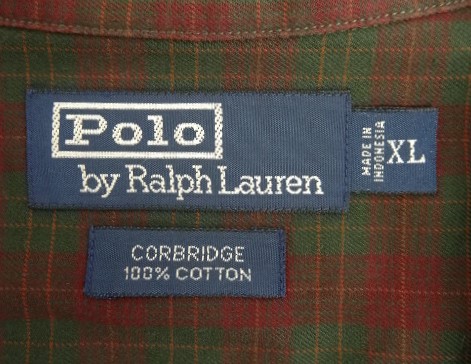 Polo
by Ralph Lauren
MADE IN
INDONESIA
XL
CORBRIDGE
100% COTTON